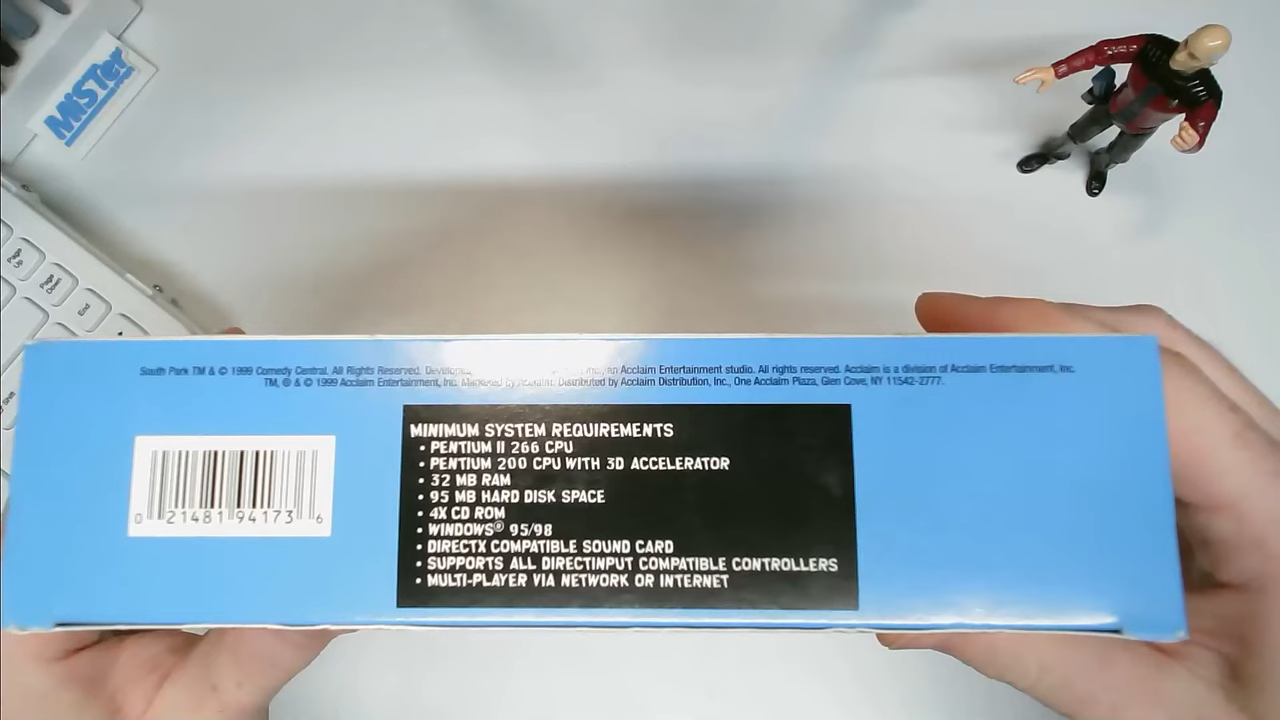 MiSTer
Page Up
Page Down
End
South Park TM & © 1999 Comedy Central. All Rights Reserved. an Acclaim Entertainment studio. All rights reserved. Acclaim is a division of Acclaim Entertainment, Inc.
TM, ® & © 1999 Acclaim Entertainment, Inc. Marketed by Acclaim. Distributed by Acclaim Distribution, Inc., One Acclaim Plaza, Glen Cove, NY 11542-2777.
MINIMUM SYSTEM REQUIREMENTS
• PENTIUM II 266 CPU
• PENTIUM 200 CPU WITH 3D ACCELERATOR
• 32 MB RAM
• 95 MB HARD DISK SPACE
• 4X CD ROM
• WINDOWS® 95/98
• DIRECTX COMPATIBLE SOUND CARD
• SUPPORTS ALL DIRECTINPUT COMPATIBLE CONTROLLERS
• MULTI-PLAYER VIA NETWORK OR INTERNET
0 21481 94173 6